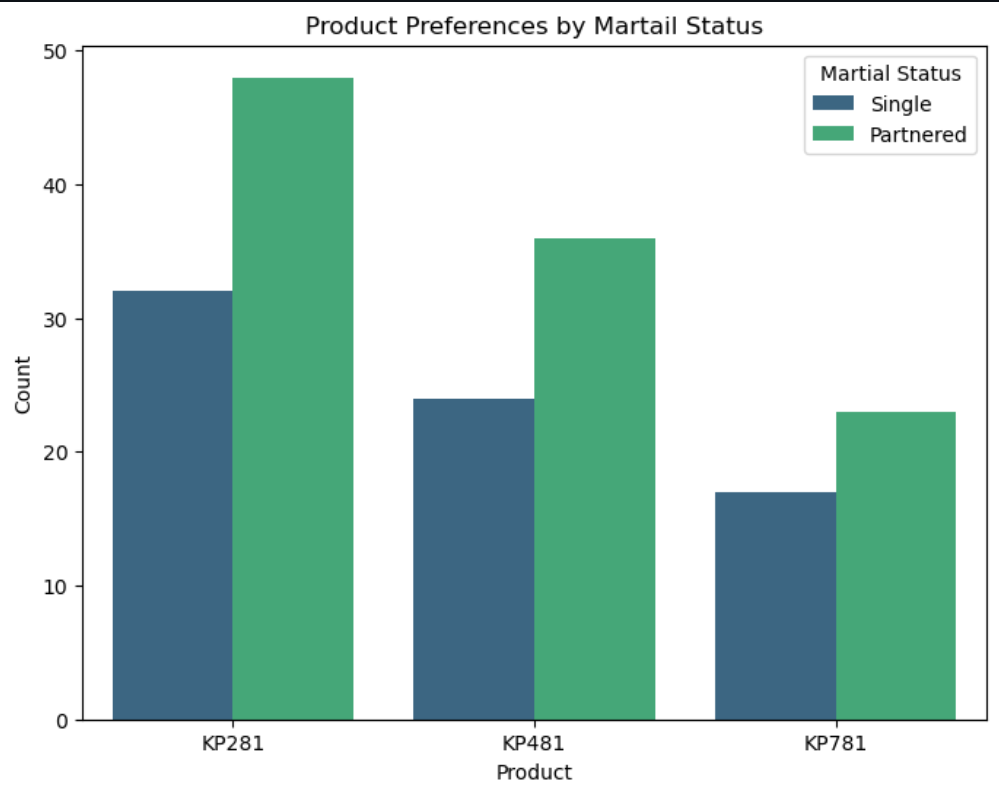 Product Preferences by Martail Status
Martial Status
Single
Partnered
Count
50
40
30
20
10
0
KP281
KP481
KP781
Product